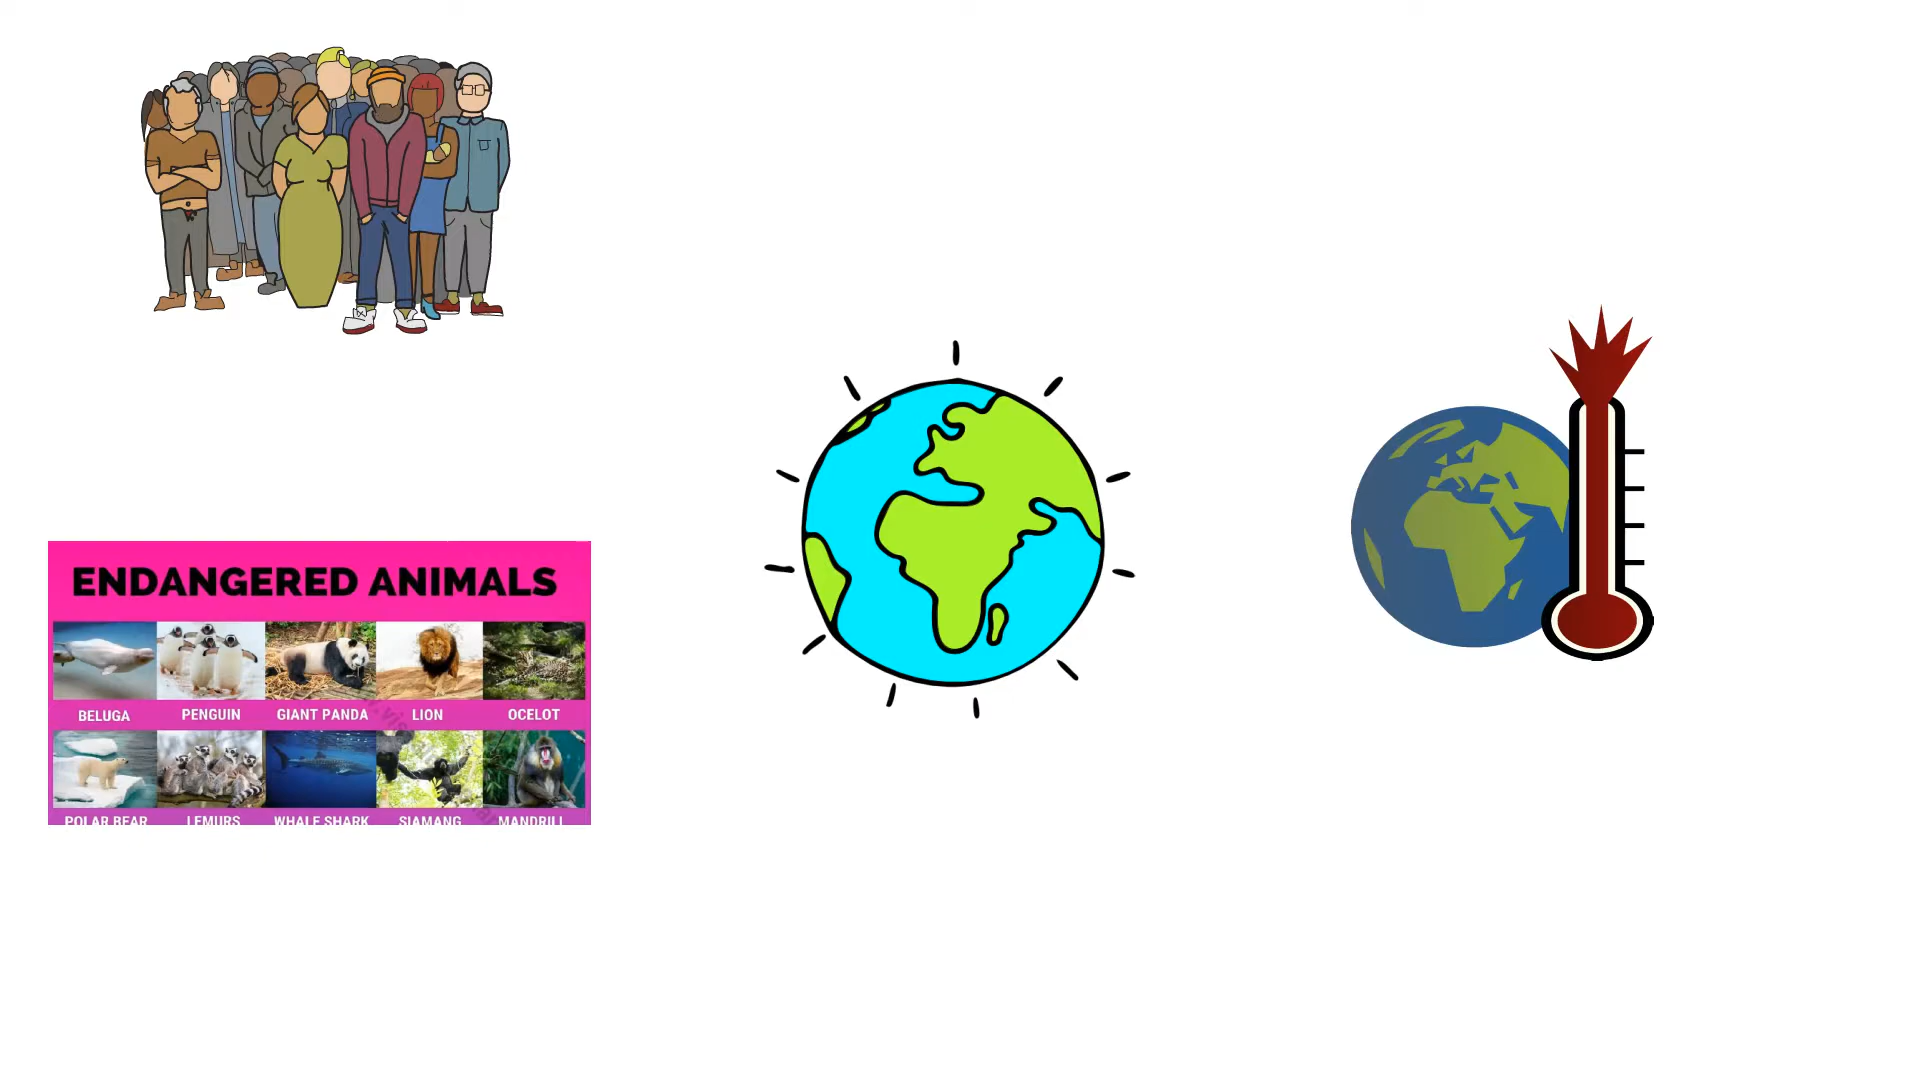 ENDANGERED ANIMALS
BELUGA PENGUIN GIANT PANDA LION OCELOT
POLAR BEAR LEMURS WHALE SHARK SIAMANG MANDRILL